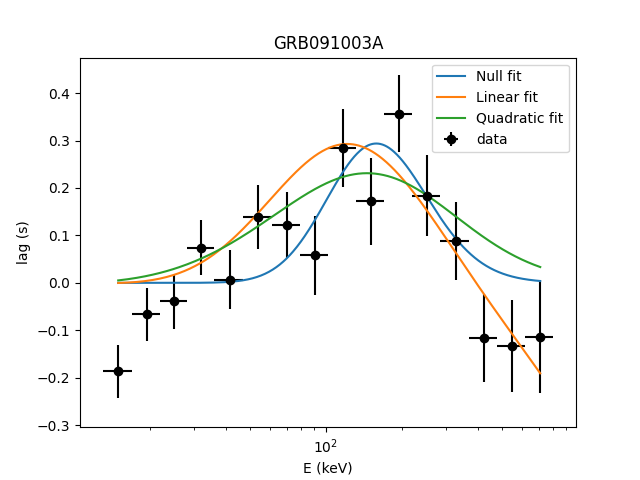 GRB091003A
Null fit
Linear fit
Quadratic fit
data
lag (s)
0.4
0.3
0.2
0.1
0.0
−0.1
−0.2
−0.3
10²
E (keV)